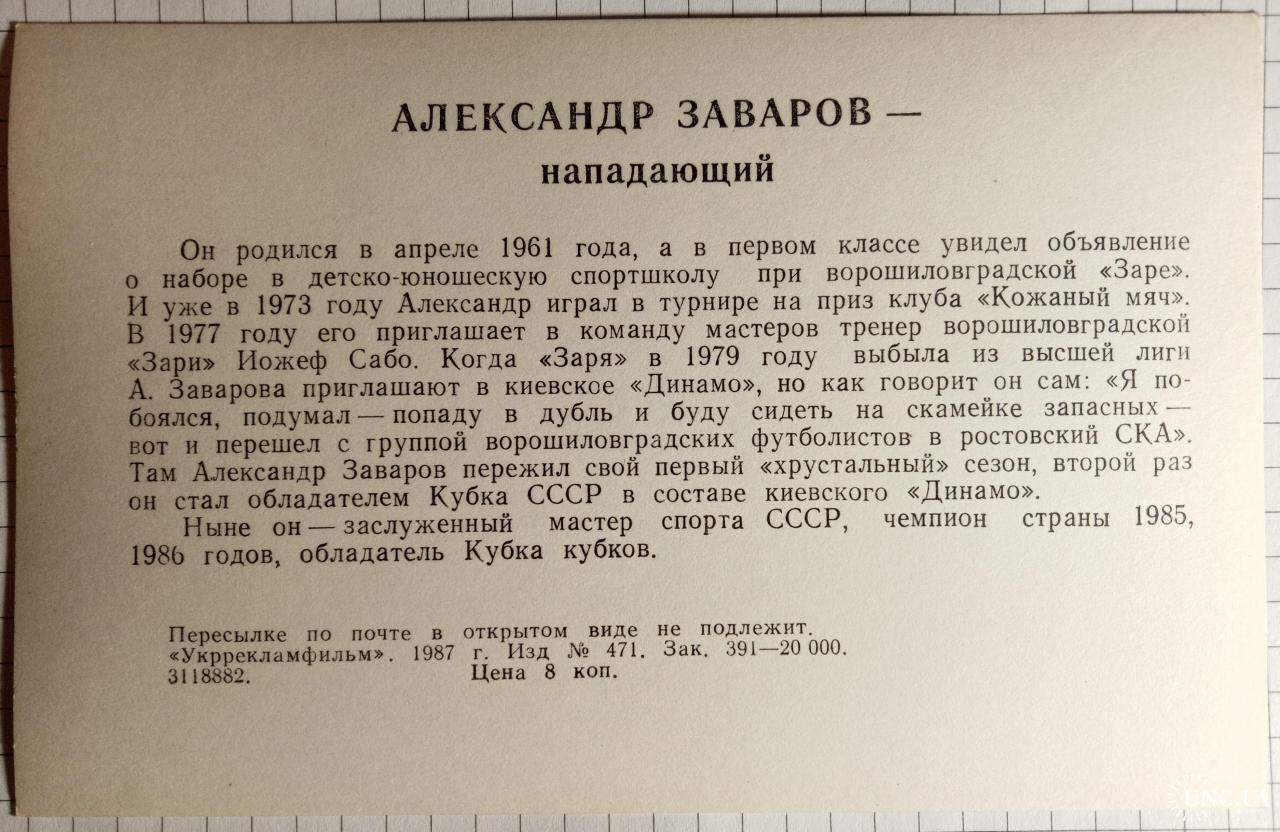 АЛЕКСАНДР ЗАВАРОВ —
нападающий
Он родился в апреле 1961 года, а в первом классе увидел объявление
о наборе в детско-юношескую спортшколу при ворошиловградской «Заре».
И уже в 1973 году Александр играл в турнире на приз клуба «Кожаный мяч».
В 1977 году его приглашает в команду мастеров тренер ворошиловградской
«Зари» Иожеф Сабо. Когда «Заря» в 1979 году выбыла из высшей лиги
А. Заварова приглашают в киевское «Динамо», но как говорит он сам: «Я по-
боялся, подумал — попаду в дубль и буду сидеть на скамейке запасных —
вот и перешел с группой ворошиловградских футболистов в ростовский СКА».
Там Александр Заваров пережил свой первый «хрустальный» сезон, второй раз
он стал обладателем Кубка СССР в составе киевского «Динамо».
Ныне он — заслуженный мастер спорта СССР, чемпион страны 1985,
1986 годов, обладатель Кубка кубков.
Пересылке по почте в открытом виде не подлежит.
«Укррекламфильм». 1987 г. Изд № 471. Зак. 391—20 000.
3118882. Цена 8 коп.
UNC.UA